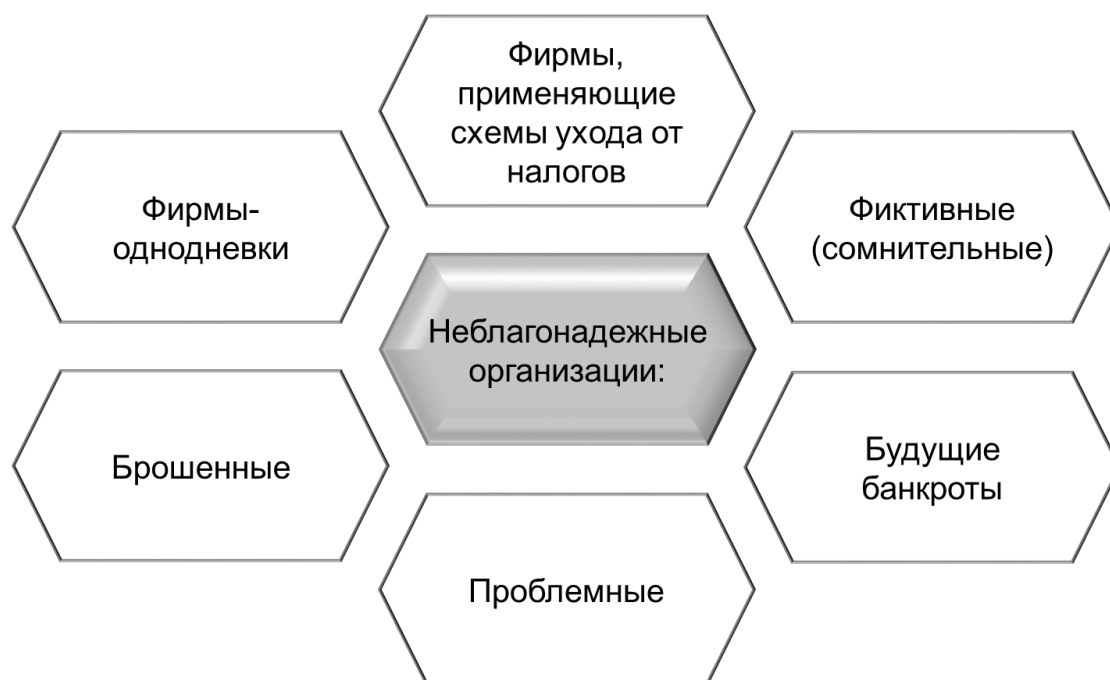 Фирмы,
применяющие
схемы ухода от
налогов
Фирмы-
однодневки
Фиктивные
(сомнительные)
Неблагонадежные
организации:
Брошенные
Будущие
банкроты
Проблемные